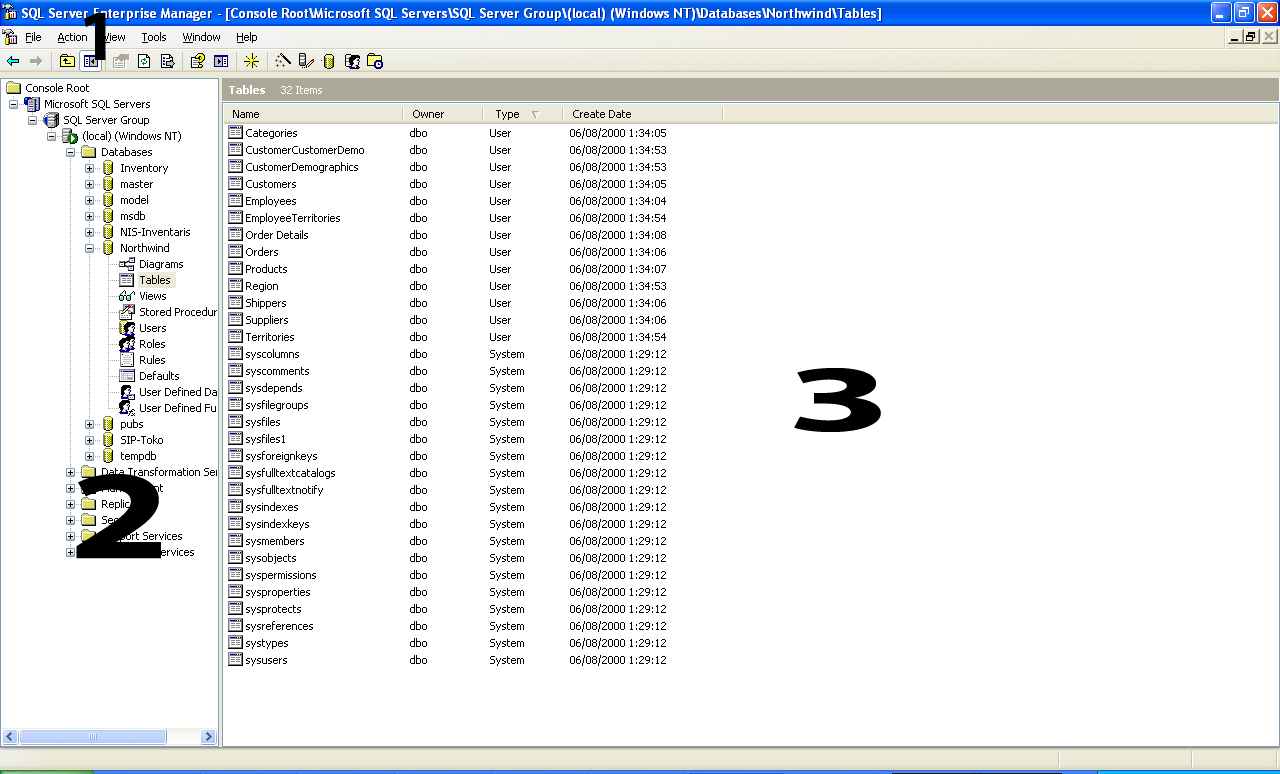 SQL Server Enterprise Manager - [Console Root\Microsoft SQL Servers\SQL Server Group\(local) (Windows NT)\Databases\Northwind\Tables]
1
File Action View Tools Window Help
Console Root
Microsoft SQL Servers
SQL Server Group
(local) (Windows NT)
Databases
Inventory
master
model
msdb
NIS-Inventaris
Northwind
Diagrams
Tables
Views
Stored Procedur
Users
Roles
Rules
Defaults
User Defined Da
User Defined Fu
pubs
SIP-Toko
tempdb
Data Transformation Ser
2
Services
Tables 32 Items
Name Owner Type Create Date
Categories dbo User 06/08/2000 1:34:05
CustomerCustomerDemo dbo User 06/08/2000 1:34:53
CustomerDemographics dbo User 06/08/2000 1:34:53
Customers dbo User 06/08/2000 1:34:05
Employees dbo User 06/08/2000 1:34:04
EmployeeTerritories dbo User 06/08/2000 1:34:54
Order Details dbo User 06/08/2000 1:34:08
Orders dbo User 06/08/2000 1:34:06
Products dbo User 06/08/2000 1:34:07
Region dbo User 06/08/2000 1:34:53
Shippers dbo User 06/08/2000 1:34:06
Suppliers dbo User 06/08/2000 1:34:06
Territories dbo User 06/08/2000 1:34:54
syscolumns dbo System 06/08/2000 1:29:12
syscomments dbo System 06/08/2000 1:29:12
sysdepends dbo System 06/08/2000 1:29:12
sysfilegroups dbo System 06/08/2000 1:29:12
sysfiles dbo System 06/08/2000 1:29:12
sysfiles1 dbo System 06/08/2000 1:29:12
sysforeignkeys dbo System 06/08/2000 1:29:12
sysfulltextcatalogs dbo System 06/08/2000 1:29:12
sysfulltextnotify dbo System 06/08/2000 1:29:12
sysindexes dbo System 06/08/2000 1:29:12
sysindexkeys dbo System 06/08/2000 1:29:12
sysmembers dbo System 06/08/2000 1:29:12
sysobjects dbo System 06/08/2000 1:29:12
syspermissions dbo System 06/08/2000 1:29:12
sysproperties dbo System 06/08/2000 1:29:12
sysprotects dbo System 06/08/2000 1:29:12
sysreferences dbo System 06/08/2000 1:29:12
systypes dbo System 06/08/2000 1:29:12
sysusers dbo System 06/08/2000 1:29:12
3